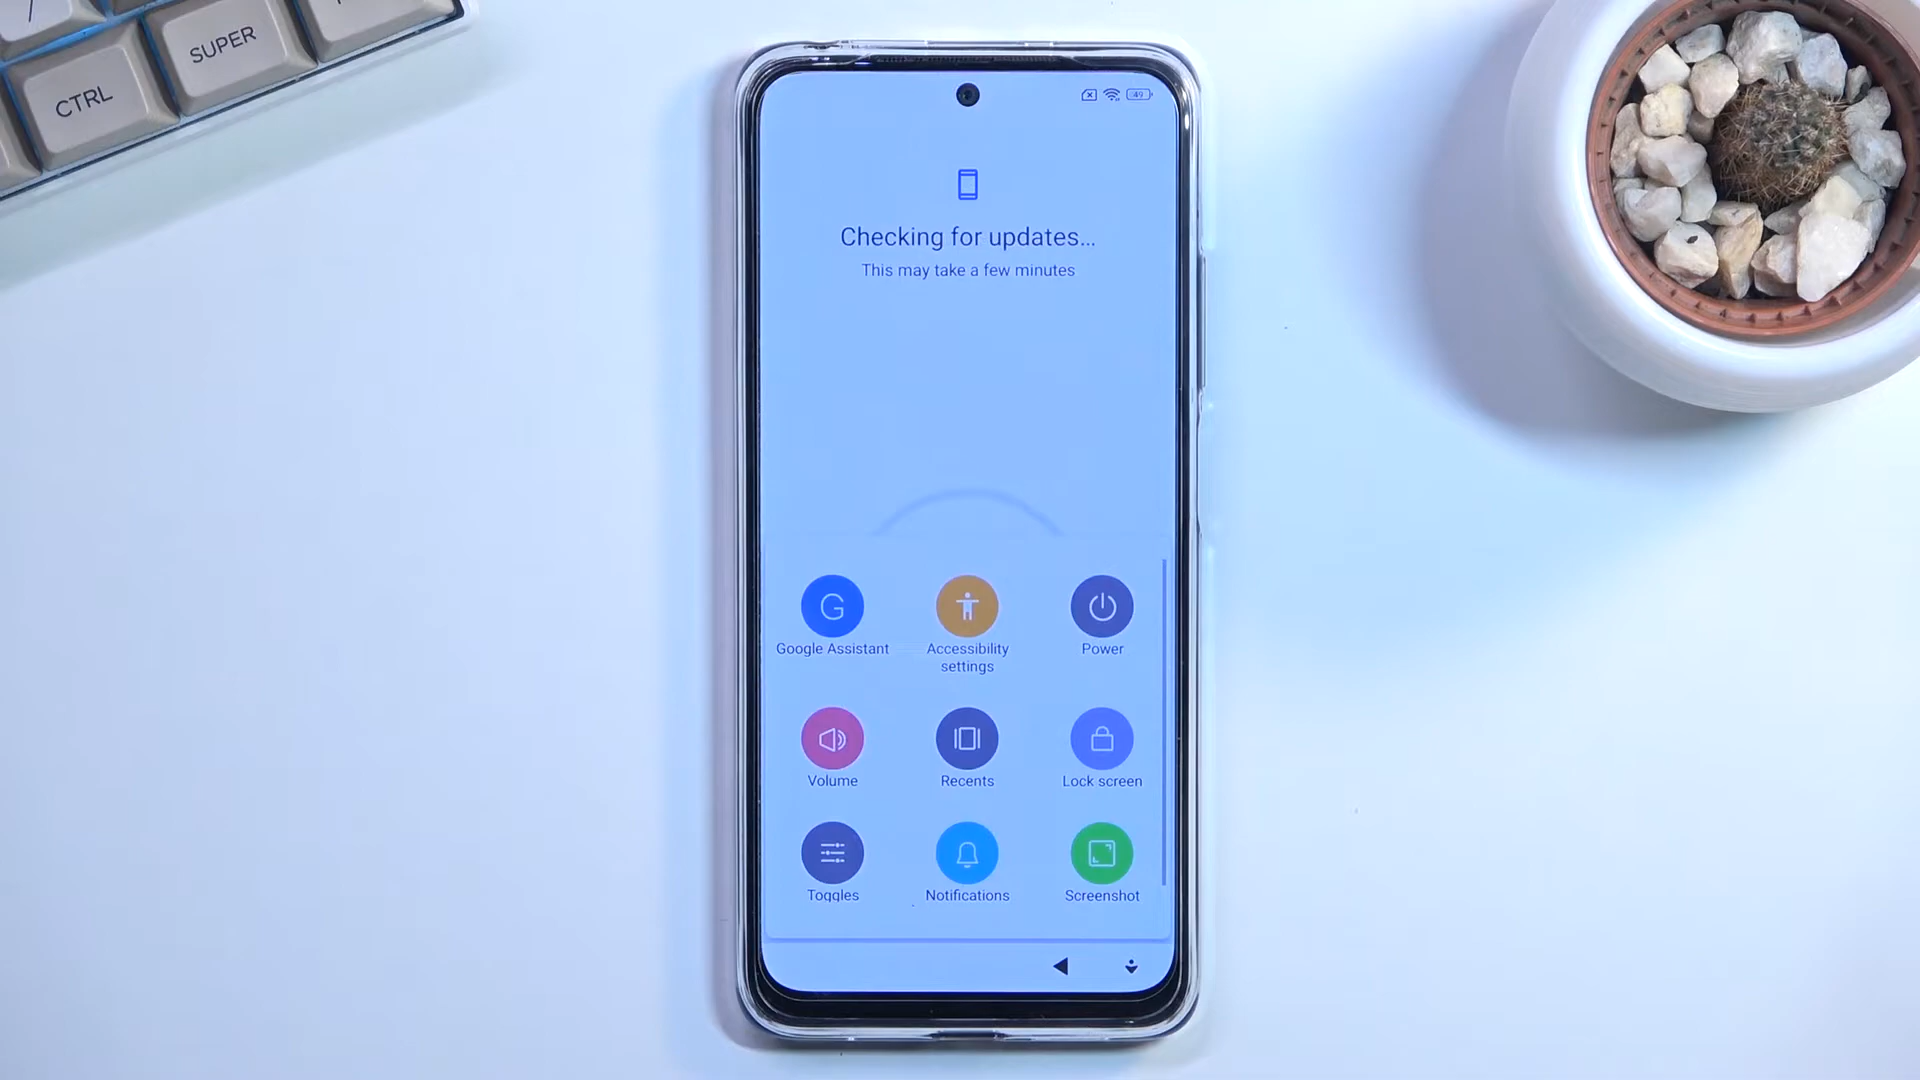 /
CTRL
SUPER
49
Checking for updates...
This may take a few minutes
G
Google Assistant
Accessibility
settings
Power
Volume
Recents
Lock screen
Toggles
Notifications
Screenshot